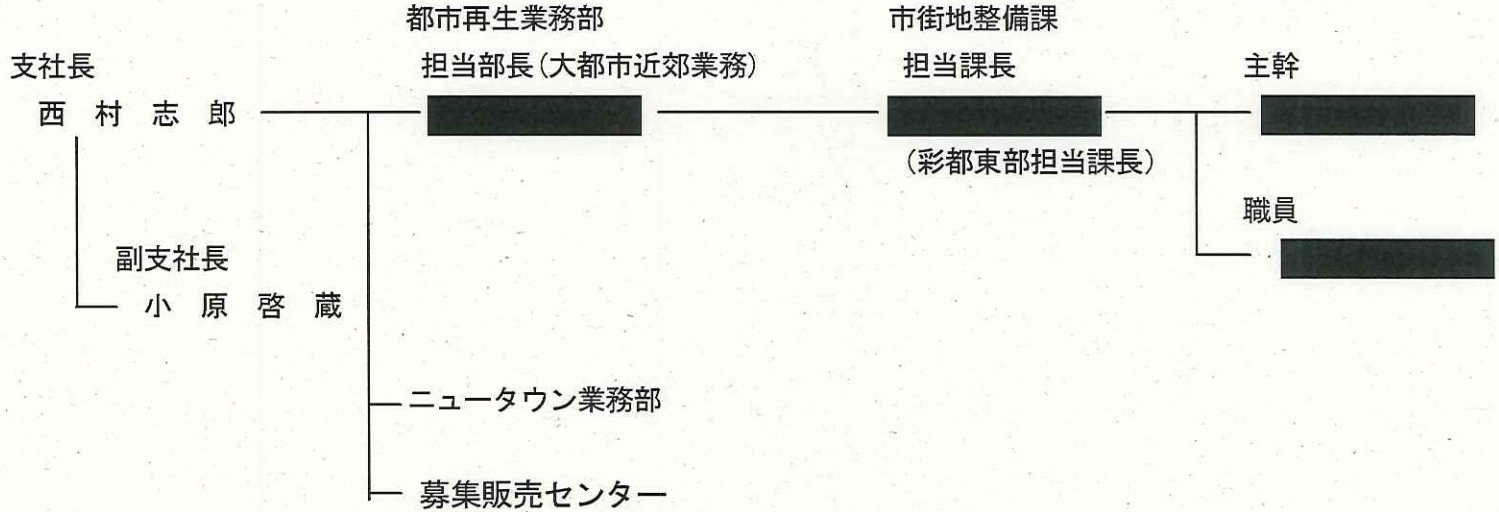 都市再生業務部
市街地整備課
支社長
担当部長(大都市近郊業務)
担当課長
主幹
西村志郎
(彩都東部担当課長)
職員
副支社長
小原啓蔵
ニュータウン業務部
募集販売センター